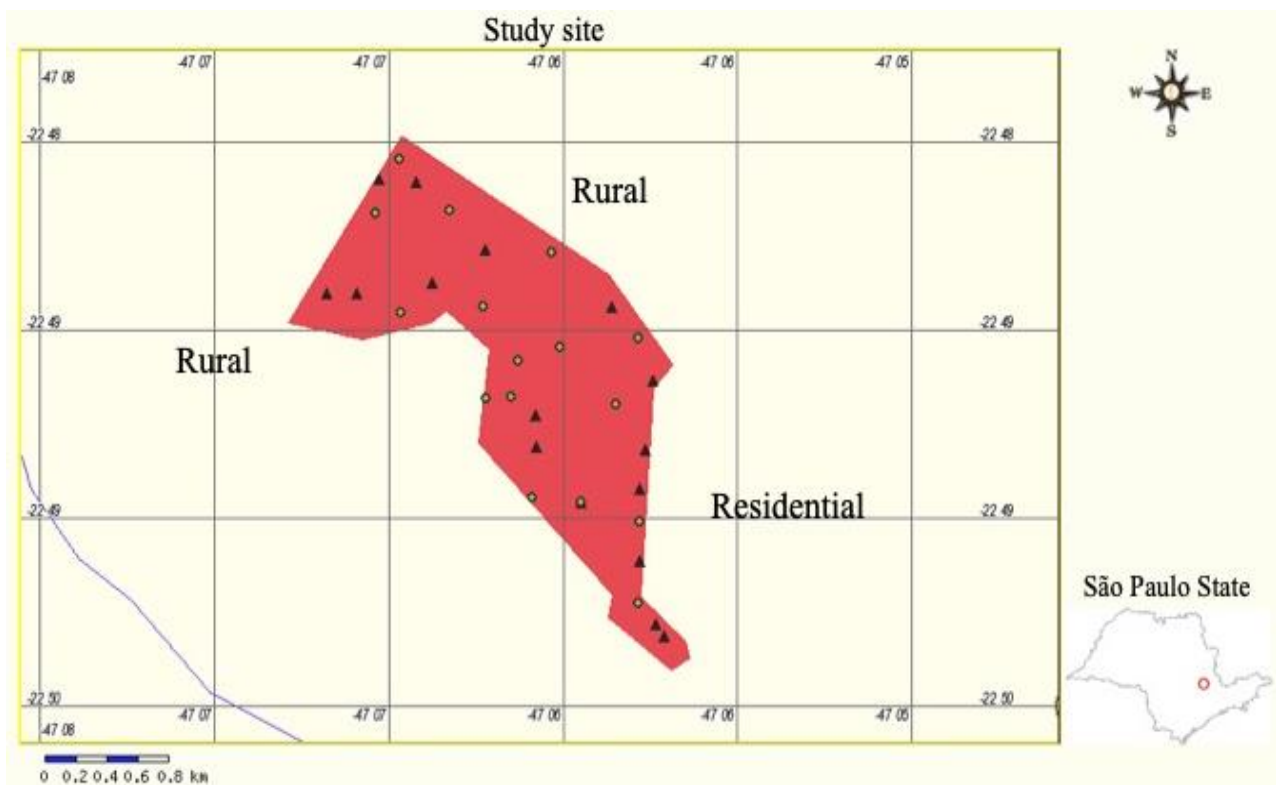 Study site
N
W E
S
-47 08 -47 07 -47 07 -47 06 -47 06 -47 05
-22 48 -22 48
Rural
-22 49 -22 49
Rural
Residential
-22 49 -22 49
São Paulo State
-22 50 -22 50
-47 08 -47 07 -47 07 -47 06 -47 06 -47 05
0 0.2 0.4 0.6 0.8 km